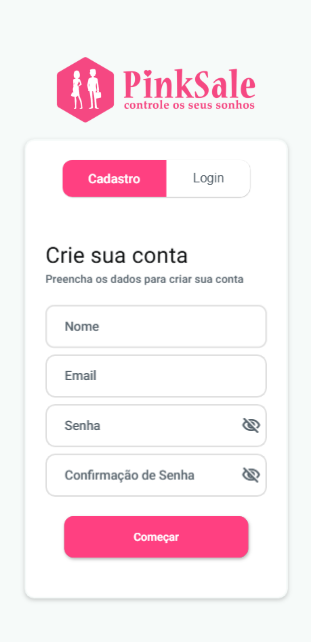 PinkSale
controle os seus sonhos
Cadastro Login
Crie sua conta
Preencha os dados para criar sua conta
Nome
Email
Senha
Confirmação de Senha
Começar